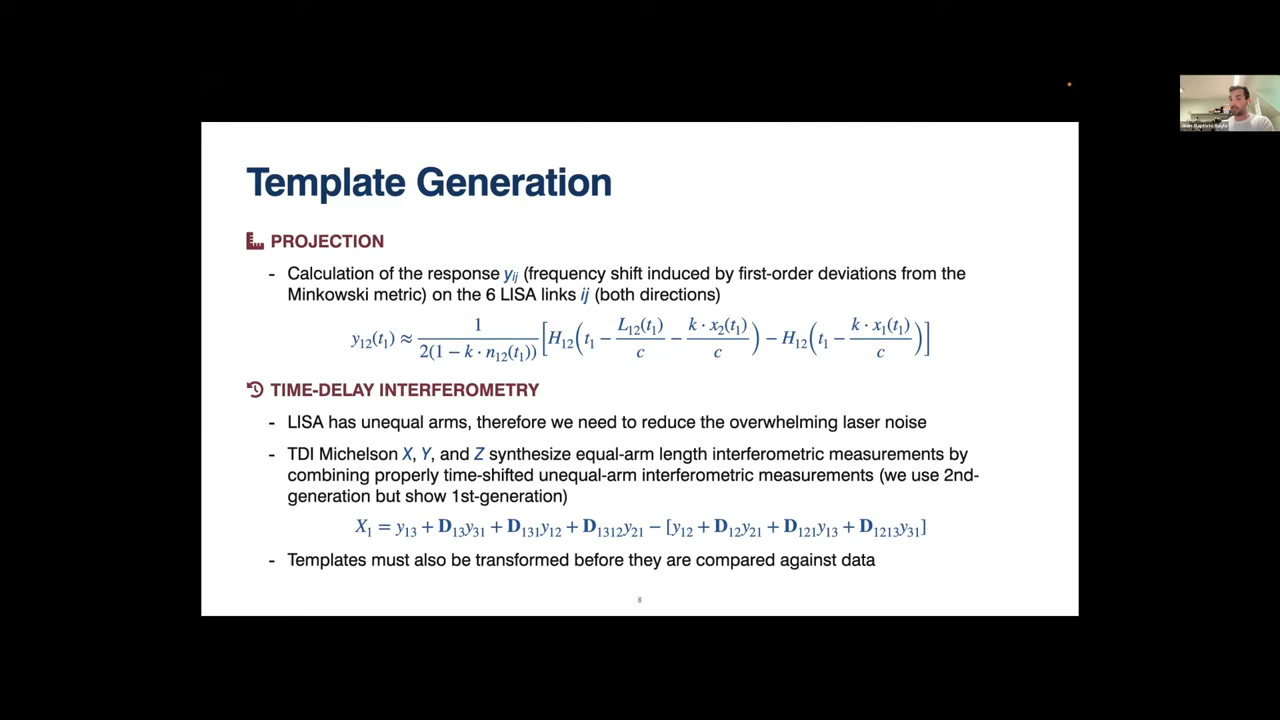 Template Generation
PROJECTION
- Calculation of the response y_ij (frequency shift induced by first-order deviations from the
Minkowski metric) on the 6 LISA links ij (both directions)
y₁₂(t₁) ≈ 1 / 2(1 − k · n₁₂(t₁)) [H₁₂(t₁ − L₁₂(t₁)/c − k · x₂(t₁)/c) − H₁₂(t₁ − k · x₁(t₁)/c)]
TIME-DELAY INTERFEROMETRY
- LISA has unequal arms, therefore we need to reduce the overwhelming laser noise
- TDI Michelson X, Y, and Z synthesize equal-arm length interferometric measurements by
combining properly time-shifted unequal-arm interferometric measurements (we use 2nd-
generation but show 1st-generation)
X₁ = y₁₃ + D₁₃y₃₁ + D₁₃₁y₁₂ + D₁₃₁₂y₂₁ − [y₁₂ + D₁₂y₂₁ + D₁₂₁y₁₃ + D₁₂₁₃y₃₁]
- Templates must also be transformed before they are compared against data
8
Jean-Baptiste Bayle